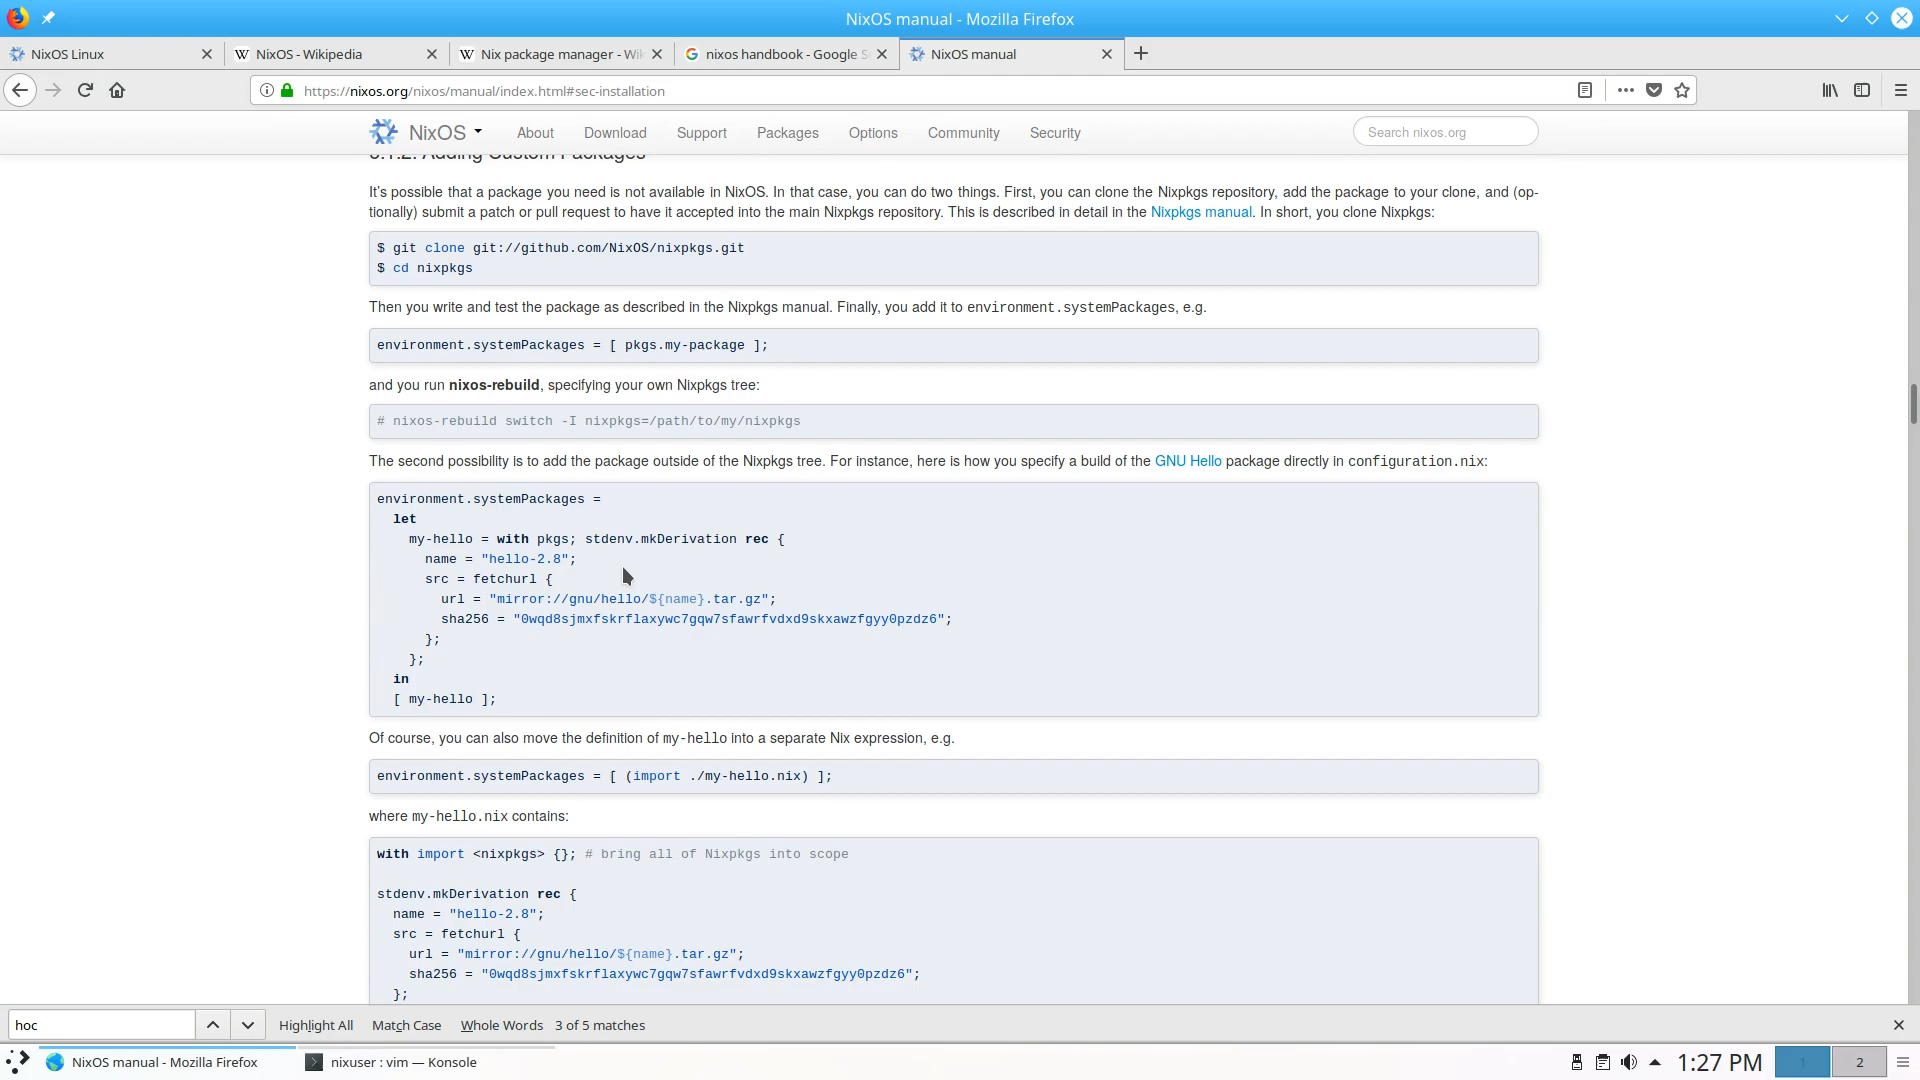 NixOS manual - Mozilla Firefox
NixOS Linux
NixOS - Wikipedia
Nix package manager - Wi
nixos handbook - Google S
NixOS manual
https://nixos.org/nixos/manual/index.html#sec-installation
NixOS
About
Download
Support
Packages
Options
Community
Security
Search nixos.org
5.1.2. Adding Custom Packages
It's possible that a package you need is not available in NixOS. In that case, you can do two things. First, you can clone the Nixpkgs repository, add the package to your clone, and (op-
tionally) submit a patch or pull request to have it accepted into the main Nixpkgs repository. This is described in detail in the Nixpkgs manual. In short, you clone Nixpkgs:
$ git clone git://github.com/NixOS/nixpkgs.git
$ cd nixpkgs
Then you write and test the package as described in the Nixpkgs manual. Finally, you add it to environment.systemPackages, e.g.
environment.systemPackages = [ pkgs.my-package ];
and you run nixos-rebuild, specifying your own Nixpkgs tree:
# nixos-rebuild switch -I nixpkgs=/path/to/my/nixpkgs
The second possibility is to add the package outside of the Nixpkgs tree. For instance, here is how you specify a build of the GNU Hello package directly in configuration.nix:
environment.systemPackages =
let
my-hello = with pkgs; stdenv.mkDerivation rec {
name = "hello-2.8";
src = fetchurl {
url = "mirror://gnu/hello/${name}.tar.gz";
sha256 = "0wqd8sjmxfskrflaxywc7gqw7sfawrfvdxd9skxawzfgyy0pzdz6";
};
};
in
[ my-hello ];
Of course, you can also move the definition of my-hello into a separate Nix expression, e.g.
environment.systemPackages = [ (import ./my-hello.nix) ];
where my-hello.nix contains:
with import <nixpkgs> {}; # bring all of Nixpkgs into scope
stdenv.mkDerivation rec {
name = "hello-2.8";
src = fetchurl {
url = "mirror://gnu/hello/${name}.tar.gz";
sha256 = "0wqd8sjmxfskrflaxywc7gqw7sfawrfvdxd9skxawzfgyy0pzdz6";
};
hoc
Highlight All
Match Case
Whole Words
3 of 5 matches
NixOS manual - Mozilla Firefox
nixuser : vim — Konsole
1:27 PM
1
2